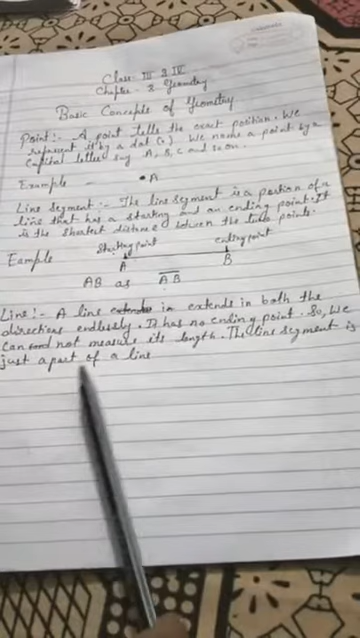 Class: III & IV
Chapter - 2 Geometry
Basic Concepts of Geometry
Point:- A point tells the exact position. We
represent it by a dot (.). We name a point by a
Capital letter say A, B, C and so on.
Example - •A
Line Segment:- The line segment is a portion of a
line that has a starting and an ending point. It
is the shortest distance between the two points.
Starting point ending point
Eample A B
AB as AB
Line:- A line in extends in both the
directions endlessly. It has no ending point. So, We
can not measure its length. The line segment is
just a part of a line